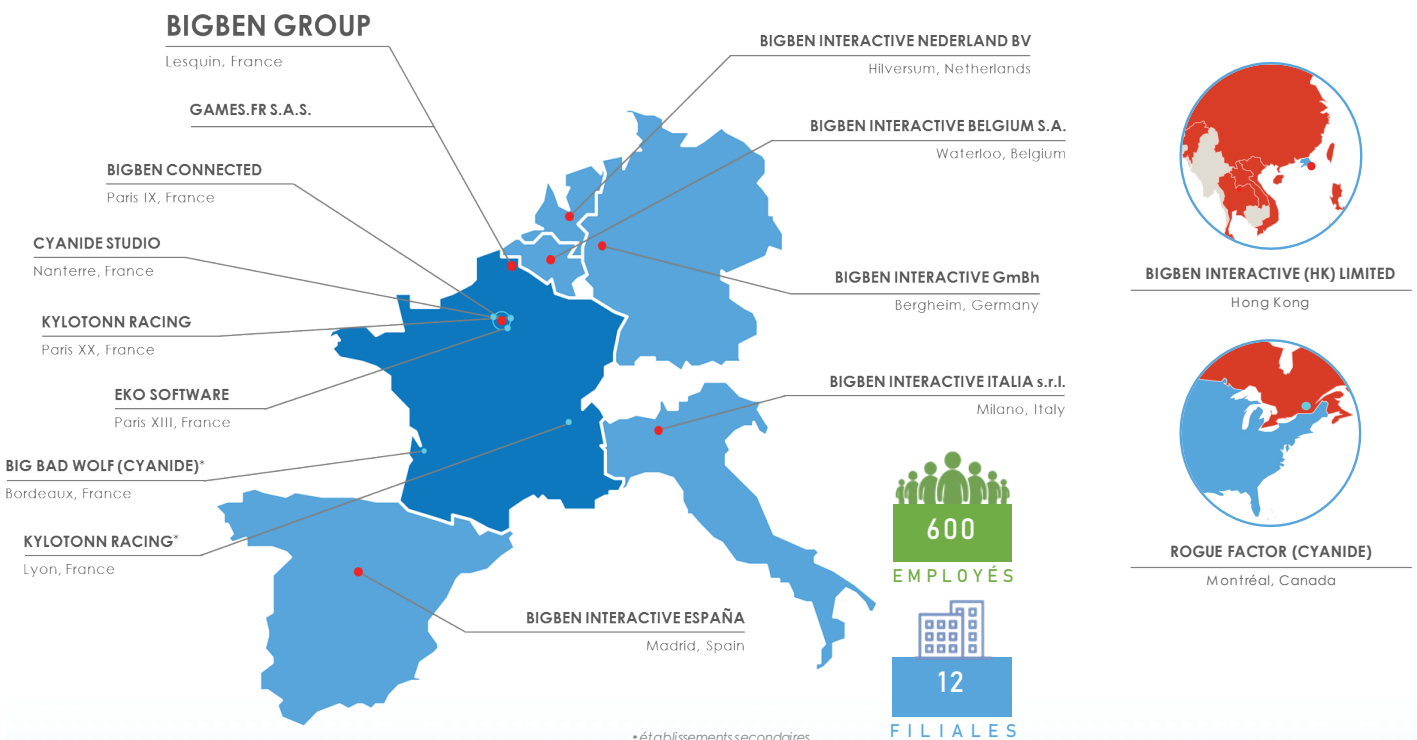 BIGBEN GROUP
Lesquin, France
GAMES.FR S.A.S.
BIGBEN CONNECTED
Paris IX, France
CYANIDE STUDIO
Nanterre, France
KYLOTONN RACING
Paris XX, France
EKO SOFTWARE
Paris XIII, France
BIG BAD WOLF (CYANIDE)*
Bordeaux, France
KYLOTONN RACING*
Lyon, France
BIGBEN INTERACTIVE NEDERLAND BV
Hilversum, Netherlands
BIGBEN INTERACTIVE BELGIUM S.A.
Waterloo, Belgium
BIGBEN INTERACTIVE GmBh
Bergheim, Germany
BIGBEN INTERACTIVE ITALIA s.r.l.
Milano, Italy
BIGBEN INTERACTIVE ESPAÑA
Madrid, Spain
600
EMPLOYÉS
12
FILIALES
BIGBEN INTERACTIVE (HK) LIMITED
Hong Kong
ROGUE FACTOR (CYANIDE)
Montréal, Canada
*établissements secondaires